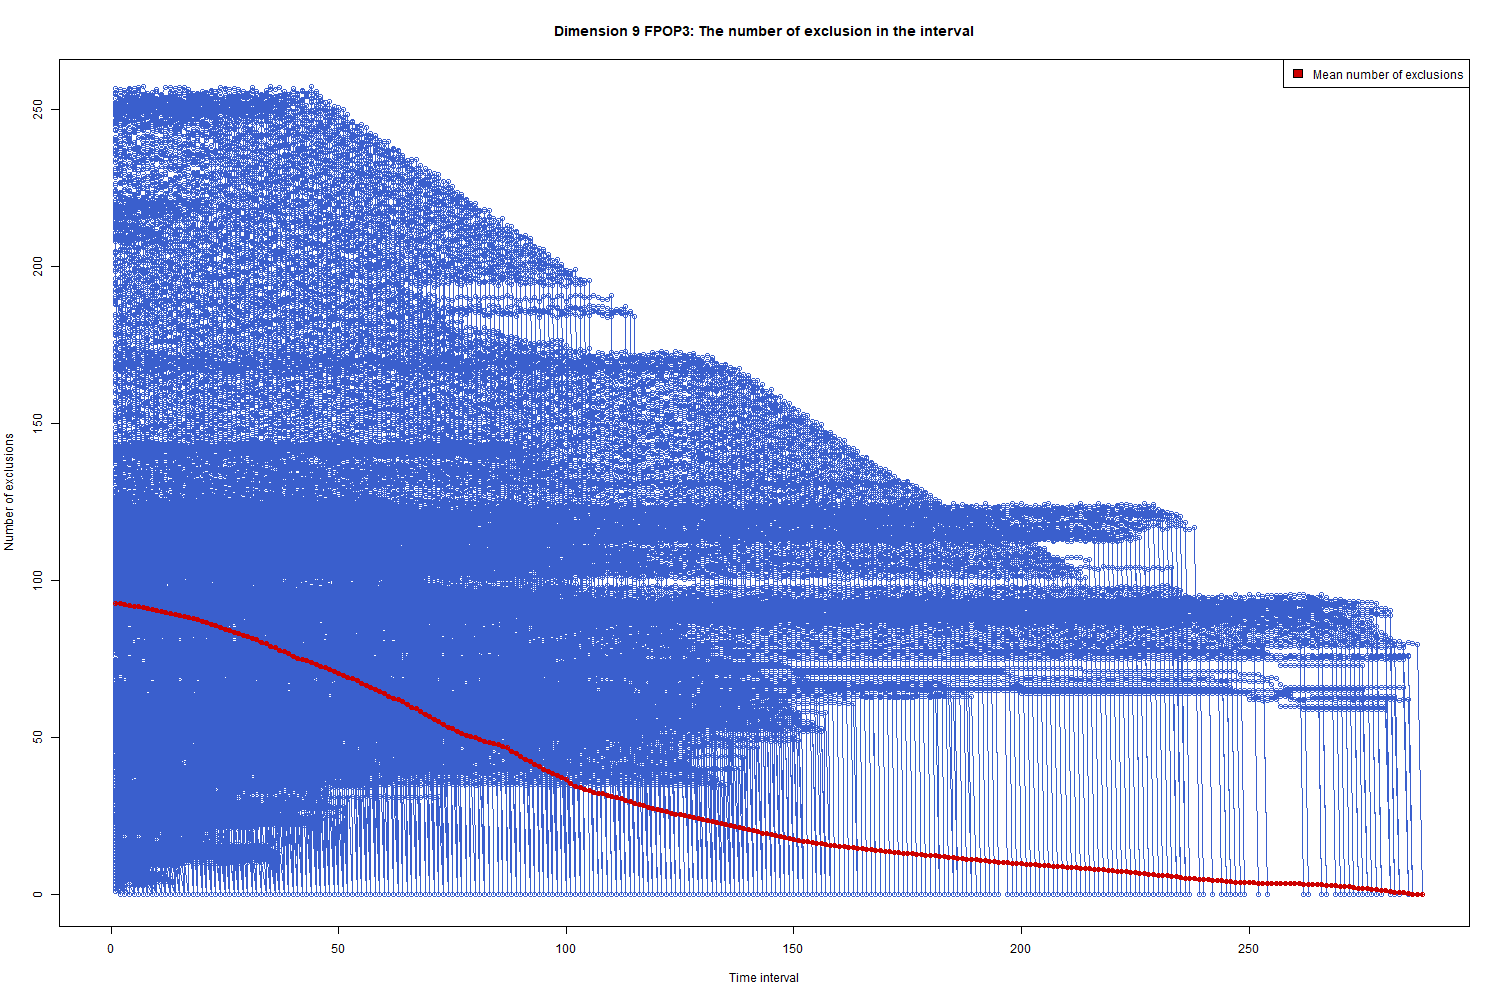 Dimension 9 FPOP3: The number of exclusion in the interval
Mean number of exclusions
Number of exclusions
250
200
150
100
50
0
0 50 100 150 200 250
Time interval